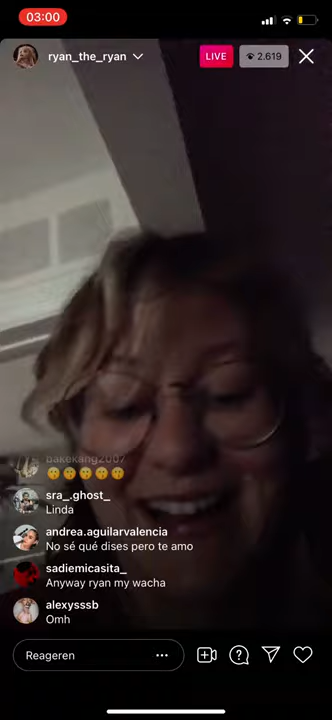 03:00
ryan_the_ryan
LIVE
2.619
bakekang2007
🤫🤫🤫🤫🤫
sra_.ghost_
Linda
andrea.aguilarvalencia
No sé qué dises pero te amo
sadiemicasita_
Anyway ryan my wacha
alexysssb
Omh
Reageren